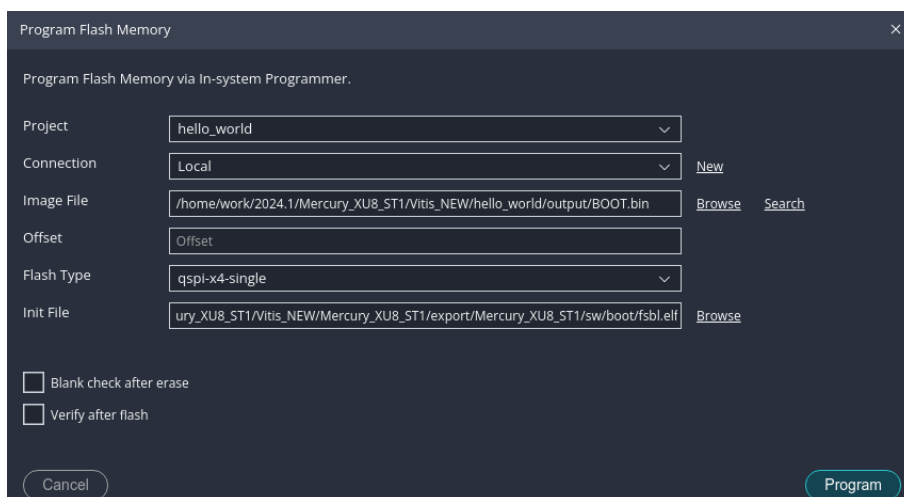 Program Flash Memory ×
Program Flash Memory via In-system Programmer.
Project hello_world
Connection Local New
Image File /home/work/2024.1/Mercury_XU8_ST1/Vitis_NEW/hello_world/output/BOOT.bin Browse Search
Offset Offset
Flash Type qspi-x4-single
Init File ury_XU8_ST1/Vitis_NEW/Mercury_XU8_ST1/export/Mercury_XU8_ST1/sw/boot/fsbl.elf Browse
Blank check after erase
Verify after flash
Cancel Program